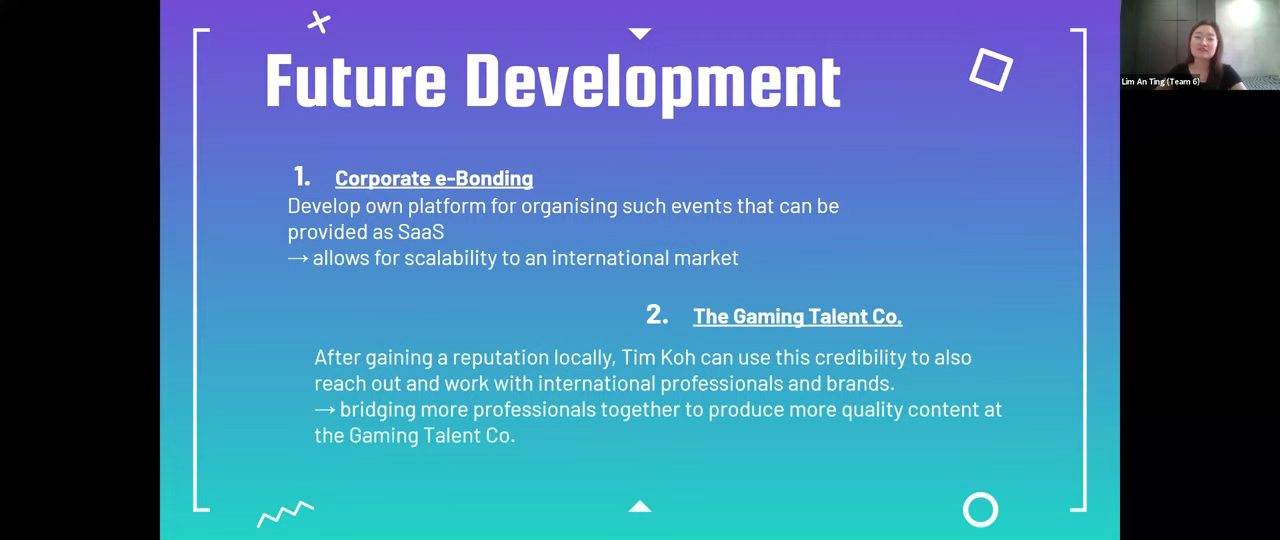 Future Development
1. Corporate e-Bonding
Develop own platform for organising such events that can be
provided as SaaS
→ allows for scalability to an international market
2. The Gaming Talent Co.
After gaining a reputation locally, Tim Koh can use this credibility to also
reach out and work with international professionals and brands.
→ bridging more professionals together to produce more quality content at
the Gaming Talent Co.
Lim An Ting (Team 6)